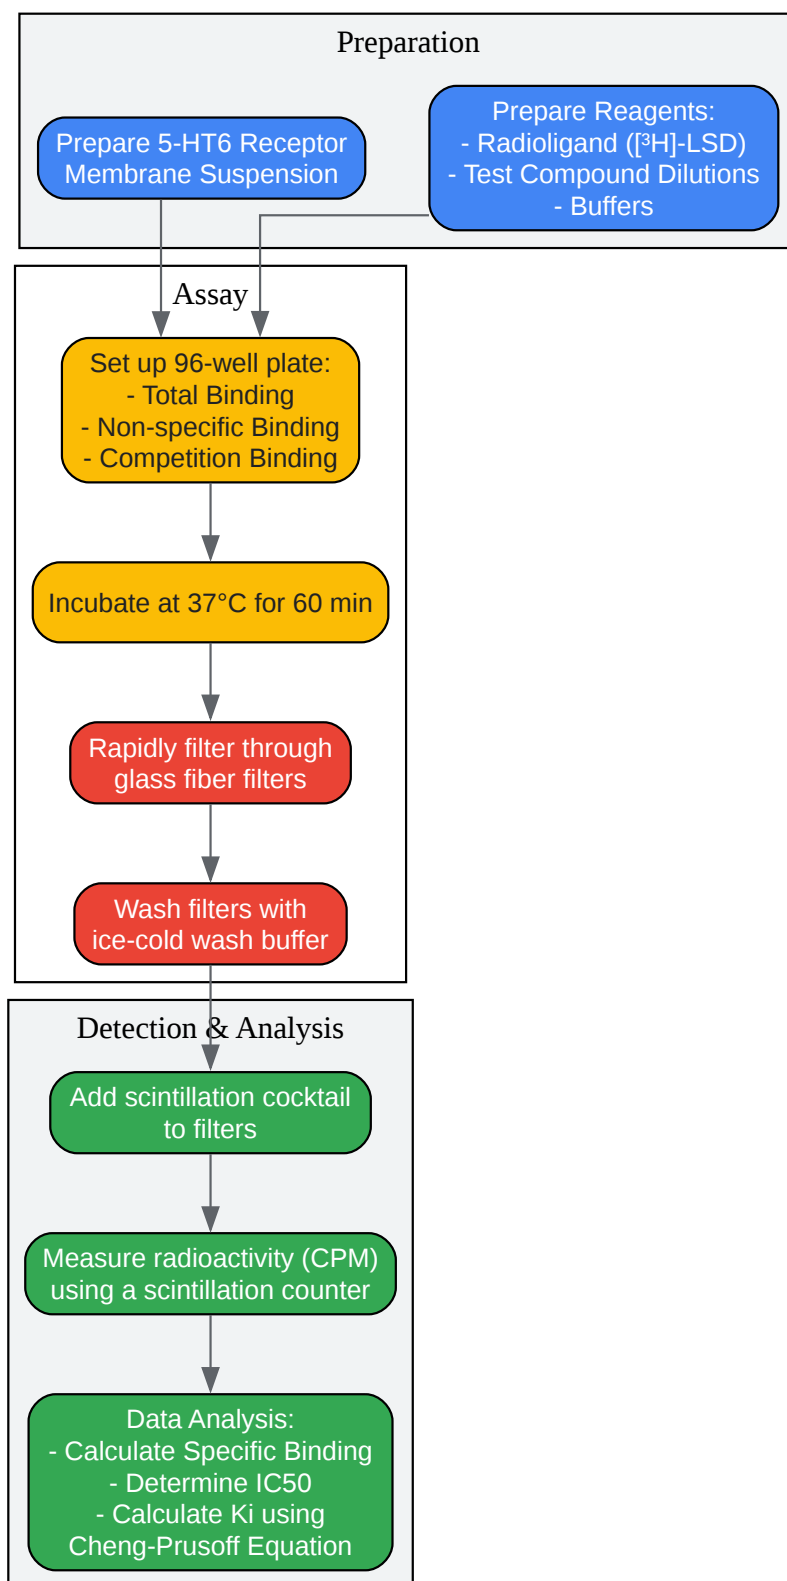 Preparation
Prepare 5-HT6 Receptor
Membrane Suspension
Prepare Reagents:
- Radioligand ([³H]-LSD)
- Test Compound Dilutions
- Buffers
Assay
Set up 96-well plate:
- Total Binding
- Non-specific Binding
- Competition Binding
Incubate at 37°C for 60 min
Rapidly filter through
glass fiber filters
Wash filters with
ice-cold wash buffer
Detection & Analysis
Add scintillation cocktail
to filters
Measure radioactivity (CPM)
using a scintillation counter
Data Analysis:
- Calculate Specific Binding
- Determine IC50
- Calculate Ki using
Cheng-Prusoff Equation